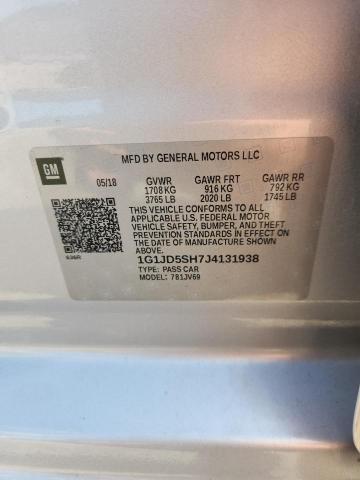 MFD BY GENERAL MOTORS LLC
GM
05/18 GVWR GAWR FRT GAWR RR
1708 KG 916 KG 792 KG
3765 LB 2020 LB 1745 LB
THIS VEHICLE CONFORMS TO ALL
APPLICABLE U.S. FEDERAL MOTOR
VEHICLE SAFETY, BUMPER, AND THEFT
PREVENTION STANDARDS IN EFFECT ON
THE DATE OF MANUFACTURE SHOWN
ABOVE.
1G1JD5SH7J4131938
TYPE: PASS CAR
MODEL: 7B1JV69